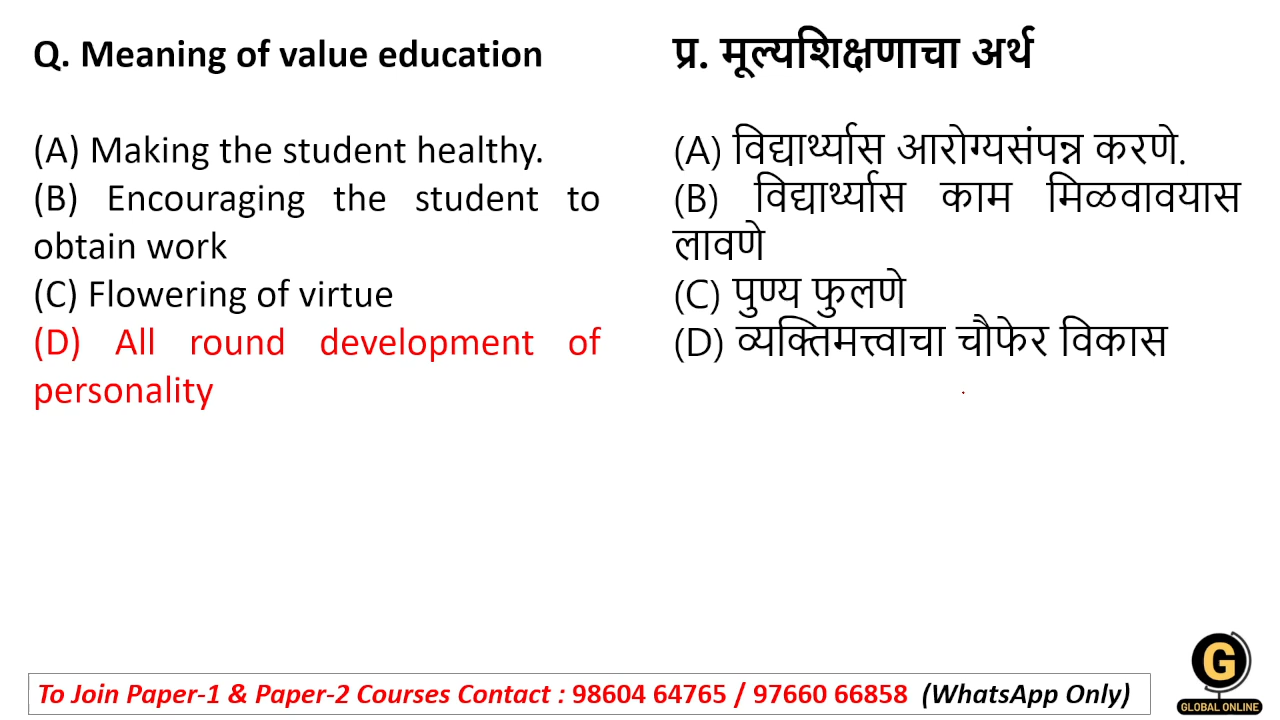 Q. Meaning of value education
(A) Making the student healthy.
(B) Encouraging the student to
obtain work
(C) Flowering of virtue
(D) All round development of
personality
प्र. मूल्यशिक्षणाचा अर्थ
(A) विद्यार्थ्यास आरोग्यसंपन्न करणे.
(B) विद्यार्थ्यास काम मिळवावयास
लावणे
(C) पुण्य फुलणे
(D) व्यक्तिमत्त्वाचा चौफेर विकास
To Join Paper-1 & Paper-2 Courses Contact : 98604 64765 / 97660 66858 (WhatsApp Only)
G
GLOBAL ONLINE